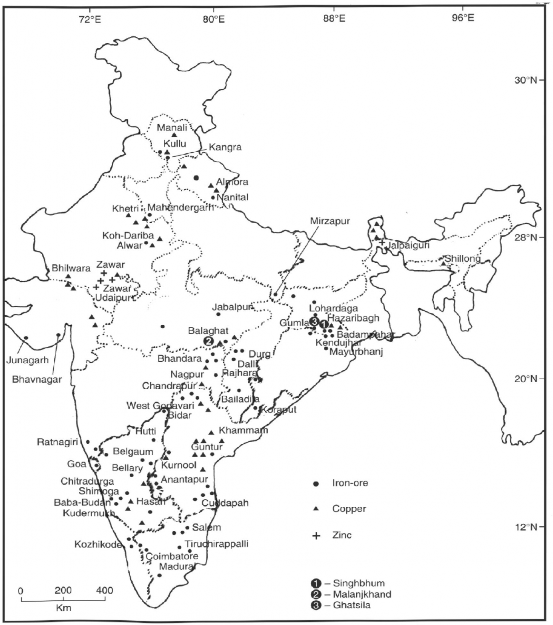 72°E 80°E 88°E 96°E
30°N
Manali
Kullu
Kangra
Almora
Nanital
Khetri Mahendergarh
Mirzapur
28°N
Koh-Dariba
Alwar
Jalpaiguri
Shillong
Bhilwara Zawar
Zawar
Udaipur
Jabalpur
Lohardaga
Hazaribagh
Gumla 3 1
Balaghat
2
Badampahar
Kendujhar
Mayurbhanj
Junagarh
Bhavnagar
Bhandara Durg
Dalli
Nagpur Rajhara
20°N
Chandrapur
Bailadila
West Godavari
Bidar
Koraput
Hutti Khammam
Ratnagiri
Guntur
Belgaum
Goa
Bellary Kurnool
Chitradurga Anantapur
Shimoga
Baba-Budan Hasan Cuddapah
Kudermukh
Iron-ore
Copper
Zinc
12°N
Salem
Kozhikode Tiruchirappalli
Coimbatore
Madurai
0 200 400
Km
1 – Singhbhum
2 – Malanjkhand
3 – Ghatsila